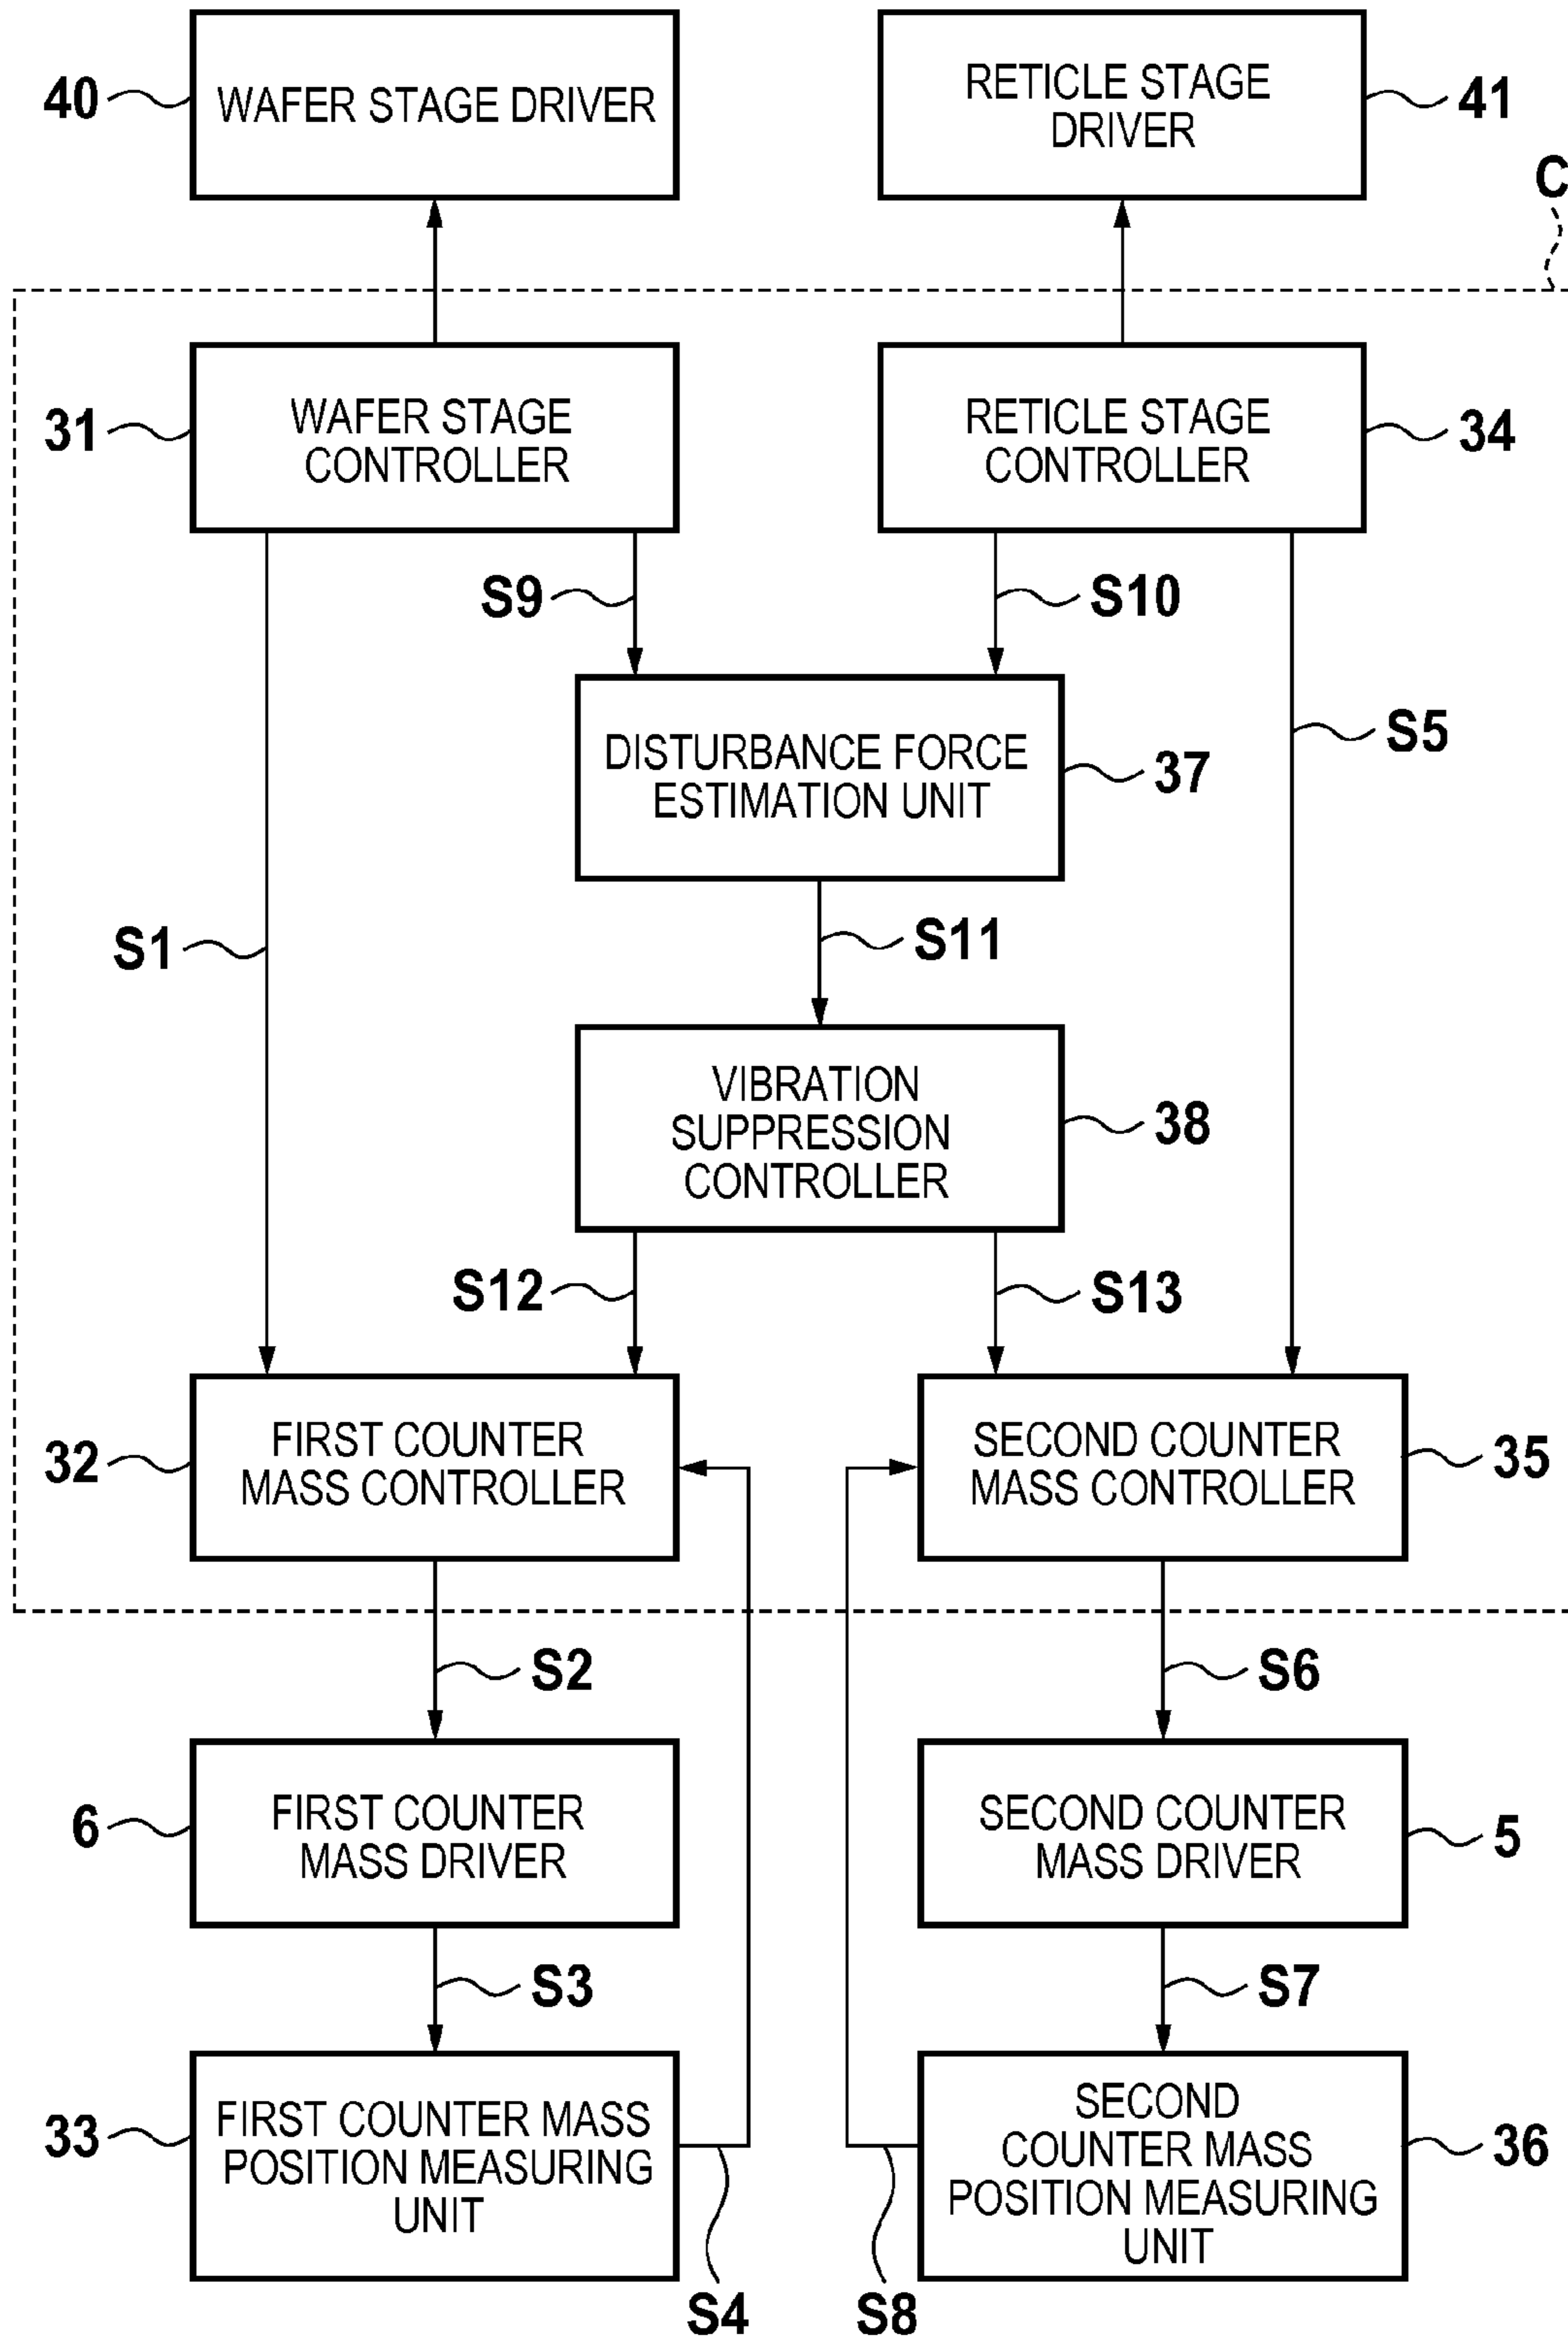 40
WAFER STAGE DRIVER
RETICLE STAGE
DRIVER
41
C
31
WAFER STAGE
CONTROLLER
RETICLE STAGE
CONTROLLER
34
S9
S10
S5
DISTURBANCE FORCE
ESTIMATION UNIT
37
S1
S11
VIBRATION
SUPPRESSION
CONTROLLER
38
S12
S13
32
FIRST COUNTER
MASS CONTROLLER
SECOND COUNTER
MASS CONTROLLER
35
S2
S6
6
FIRST COUNTER
MASS DRIVER
SECOND COUNTER
MASS DRIVER
5
S3
S7
33
FIRST COUNTER MASS
POSITION MEASURING
UNIT
SECOND
COUNTER MASS
POSITION MEASURING
UNIT
36
S4
S8